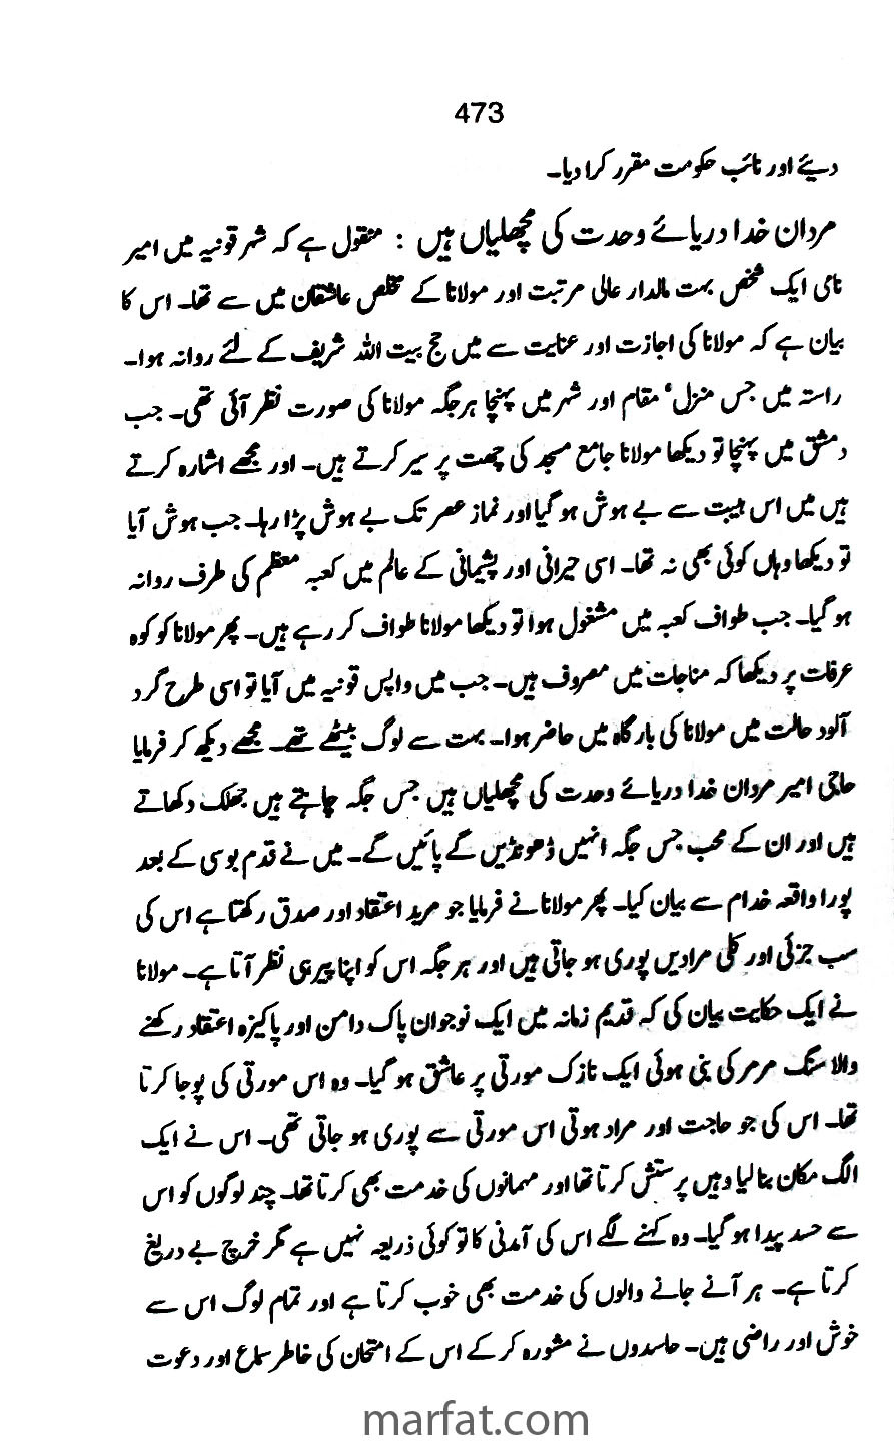 473
دیئے اور نائب حکومت مقرر کرا دیا۔
مردان خدا دریائے وحدت کی مچھلیاں ہیں : منقول ہے کہ شہر قونیہ میں امیر
نامی ایک شخص بہت مالدار عالی مرتبت اور مولانا کے مخلص عاشقان میں سے تھا۔ اس کا
بیان ہے کہ مولانا کی اجازت اور عنایت سے میں حج بیت اللہ شریف کے لئے روانہ ہوا۔
راستہ میں جس منزل‘ مقام اور شہر میں پہنچا ہر جگہ مولانا کی صورت نظر آئی تھی۔ جب
دمشق میں پہنچا تو دیکھا مولانا جامع مسجد کی چھت پر سیر کرتے ہیں۔ اور مجھے اشارہ کرتے
ہیں میں اس ہیبت سے بے ہوش ہو گیا اور نماز عصر تک بے ہوش پڑا رہا۔ جب ہوش آیا
تو دیکھا وہاں کوئی بھی نہ تھا۔ اسی حیرانی اور پشیمانی کے عالم میں کعبہ معظم کی طرف روانہ
ہو گیا۔ جب طواف کعبہ میں مشغول ہوا تو دیکھا مولانا طواف کر رہے ہیں۔ پھر مولانا کو کوہ
عرفات پر دیکھا کہ مناجات میں مصروف ہیں۔ جب میں واپس قونیہ میں آیا تو اسی طرح گرد
آلود حالت میں مولانا کی بارگاہ میں حاضر ہوا۔ بہت سے لوگ بیٹھے تھے۔ مجھے دیکھ کر فرمایا
حاجی امیر مردان خدا دریائے وحدت کی مچھلیاں ہیں جس جگہ چاہتے ہیں جھلک دکھاتے
ہیں اور ان کے محب جس جگہ انہیں ڈھونڈیں گے پائیں گے۔ میں نے قدم بوسی کے بعد
پورا واقعہ خدام سے بیان کیا۔ پھر مولانا نے فرمایا جو مرید اعتقاد اور صدق رکھتا ہے اس کی
سب جزئی اور کلی مرادیں پوری ہو جاتی ہیں اور ہر جگہ اس کو اپنا پیر ہی نظر آتا ہے۔ مولانا
نے ایک حکایت بیان کی کہ قدیم زمانہ میں ایک نوجوان پاک دامن اور پاکیزہ اعتقاد رکھنے
والا سنگ مرمر کی بنی ہوئی ایک نازک مورتی پر عاشق ہو گیا۔ وہ اس مورتی کی پوجا کرتا
تھا۔ اس کی جو حاجت اور مراد ہوتی اس مورتی سے پوری ہو جاتی تھی۔ اس نے ایک
الگ مکان بنا لیا وہیں پرستش کرتا تھا اور مہمانوں کی خدمت بھی کرتا تھا۔ چند لوگوں کو اس
سے حسد پیدا ہو گیا۔ وہ کہنے لگے اس کی آمدنی کا تو کوئی ذریعہ نہیں ہے مگر خرچ بے دریغ
کرتا ہے۔ ہر آنے جانے والوں کی خدمت بھی خوب کرتا ہے اور تمام لوگ اس سے
خوش اور راضی ہیں۔ حاسدوں نے مشورہ کر کے اس کے امتحان کی خاطر سماع اور دعوت
marfat.com